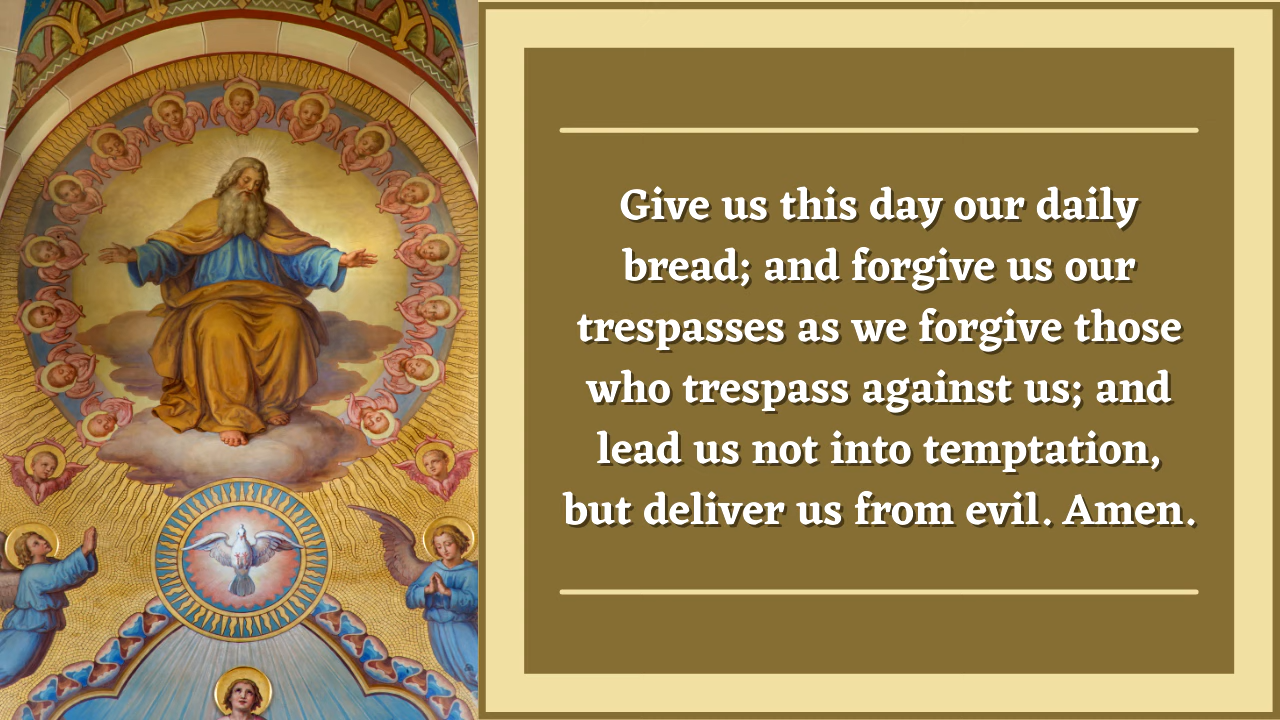 Give us this day our daily
bread; and forgive us our
trespasses as we forgive those
who trespass against us; and
lead us not into temptation,
but deliver us from evil. Amen.